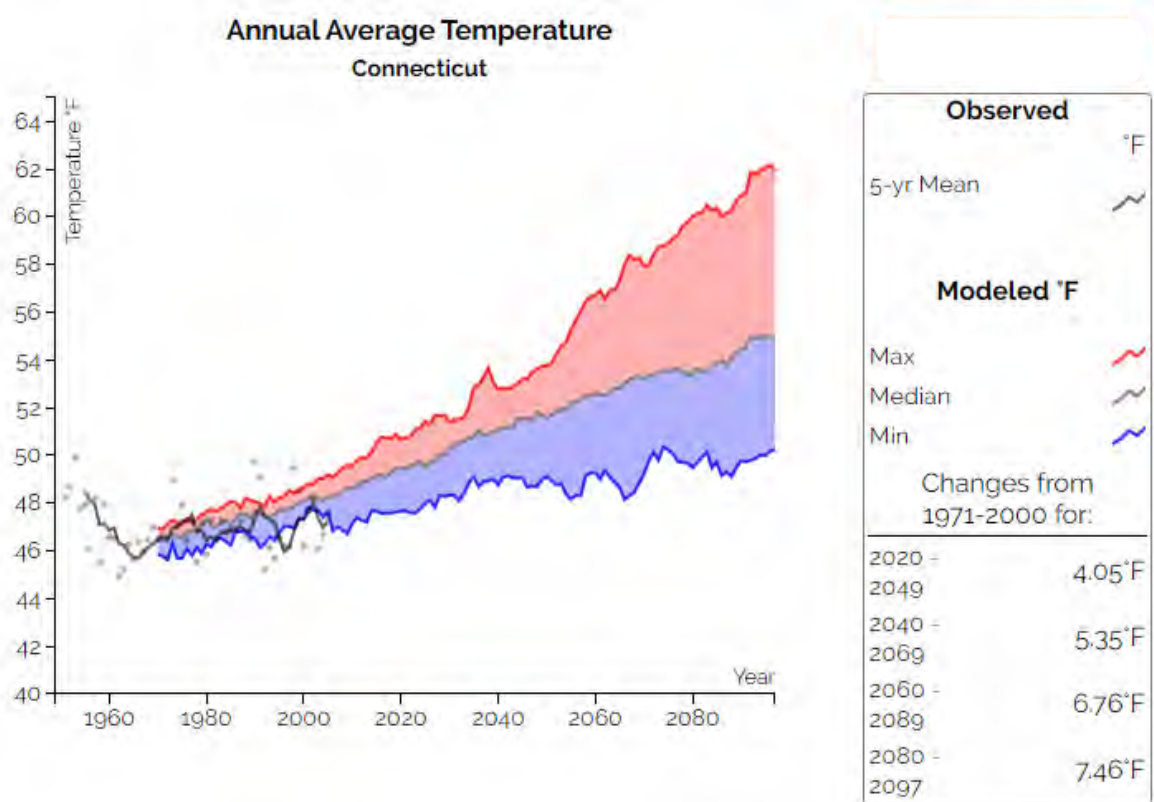 Annual Average Temperature
Connecticut
Temperature °F
64
62
60
58
56
54
52
50
48
46
44
42
40
Year
1960
1980
2000
2020
2040
2060
2080
Observed
°F
5-yr Mean
Modeled °F
Max
Median
Min
Changes from
1971-2000 for:
2020 -
2049
4.05°F
2040 -
2069
5.35°F
2060 -
2089
6.76°F
2080 -
2097
7.46°F